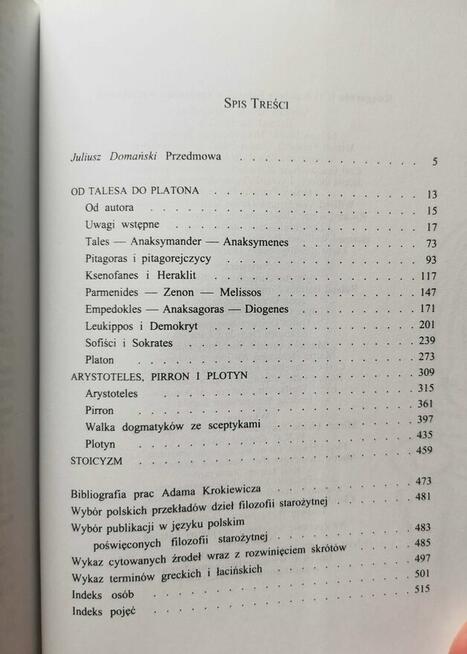 SPIS TREŚCI
Juliusz Domański Przedmowa . . . . . . . . . . . . . 5
OD TALESA DO PLATONA . . . . . . . . . . . . . 13
Od autora . . . . . . . . . . . . . 15
Uwagi wstępne . . . . . . . . . . . . . 17
Tales — Anaksymander — Anaksymenes . . . . . . . . 73
Pitagoras i pitagorejczycy . . . . . . . . . . . . 93
Ksenofanes i Heraklit . . . . . . . . . . . . 117
Parmenides — Zenon — Melissos . . . . . . . . . . 147
Empedokles — Anaksagoras — Diogenes . . . . . . . . 171
Leukippos i Demokryt . . . . . . . . . . . . 201
Sofiści i Sokrates . . . . . . . . . . . . 239
Platon . . . . . . . . . . . . 273
ARYSTOTELES, PIRRON I PLOTYN . . . . . . . . . . 309
Arystoteles . . . . . . . . . . . . 315
Pirron . . . . . . . . . . . . 361
Walka dogmatyków ze sceptykami . . . . . . . . . . 397
Plotyn . . . . . . . . . . . . 435
STOICYZM . . . . . . . . . . . . 459
Bibliografia prac Adama Krokiewicza . . . . . . . . . . 473
Wybór polskich przekładów dzieł filozofii starożytnej . . . . . . 481
Wybór publikacji w języku polskim
poświęconych filozofii starożytnej . . . . . . . . . . 483
Wykaz cytowanych źrodeł wraz z rozwinięciem skrótów . . . . . . 485
Wykaz terminów greckich i łacińskich . . . . . . . . . . 497
Indeks osób . . . . . . . . . . . . 501
Indeks pojęć . . . . . . . . . . . . 515